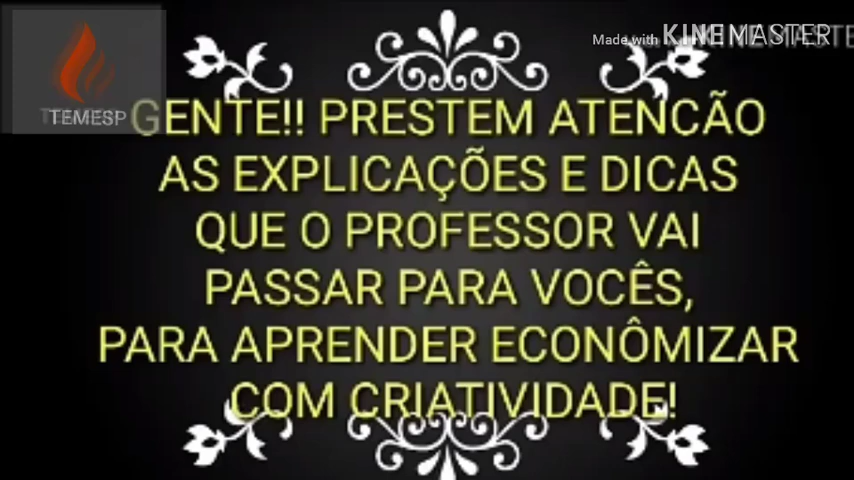 Made with KINEMASTER
TEMESP
GENTE!! PRESTEM ATENCÃO
AS EXPLICAÇÕES E DICAS
QUE O PROFESSOR VAI
PASSAR PARA VOCÊS,
PARA APRENDER ECONÔMIZAR
COM CRIATIVIDADE!